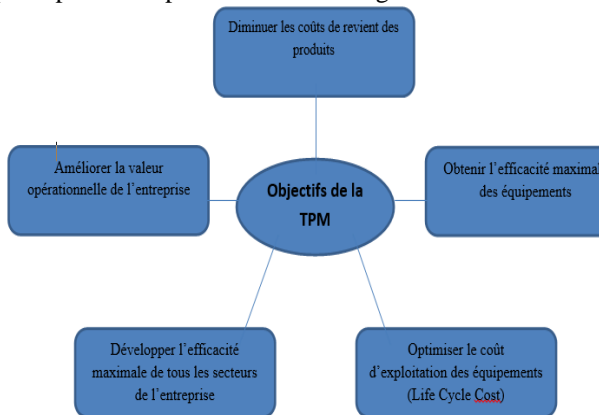 Diminuer les coûts de revient des
produits
Améliorer la valeur
opérationnelle de l’entreprise
Objectifs de la
TPM
Obtenir l’efficacité maximal
des équipements
Développer l’efficacité
maximale de tous les secteurs
de l’entreprise
Optimiser le coût
d’exploitation des équipements
(Life Cycle Cost)